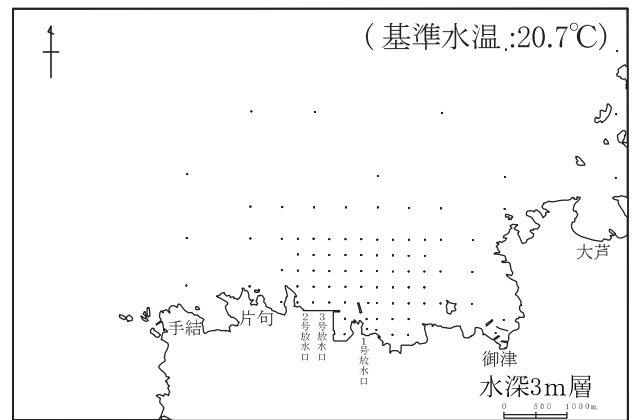 (基準水温:20.7℃)
大芦
手結
片句
2号放水口
3号放水口
1号放水口
御津
水深3m層
0 500 1000m